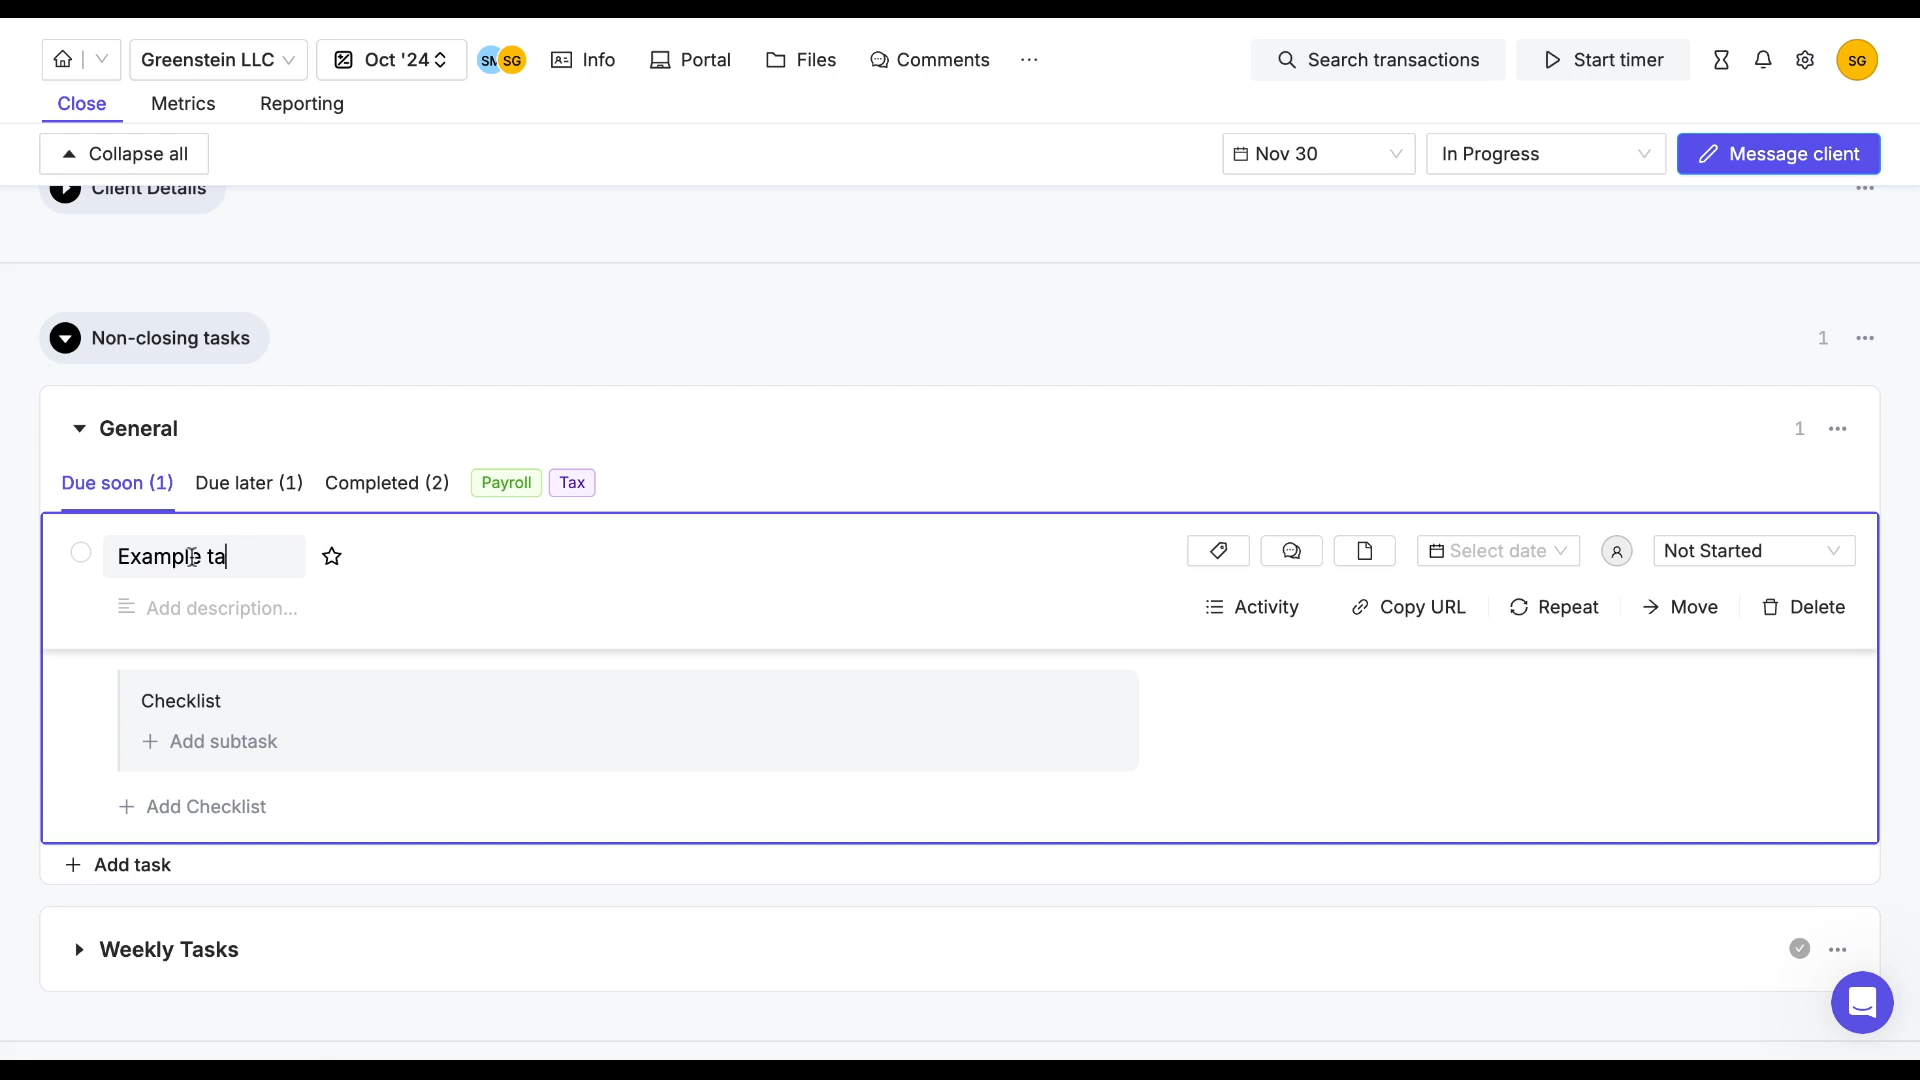 Greenstein LLC
Oct '24
SM
SG
Info
Portal
Files
Comments
Search transactions
Start timer
SG
Close
Metrics
Reporting
Collapse all
Nov 30
In Progress
Message client
Client Details
Non-closing tasks
1
General
1
Due soon (1)
Due later (1)
Completed (2)
Payroll
Tax
Example ta
Select date
Not Started
Add description...
Activity
Copy URL
Repeat
Move
Delete
Checklist
+ Add subtask
+ Add Checklist
+ Add task
Weekly Tasks